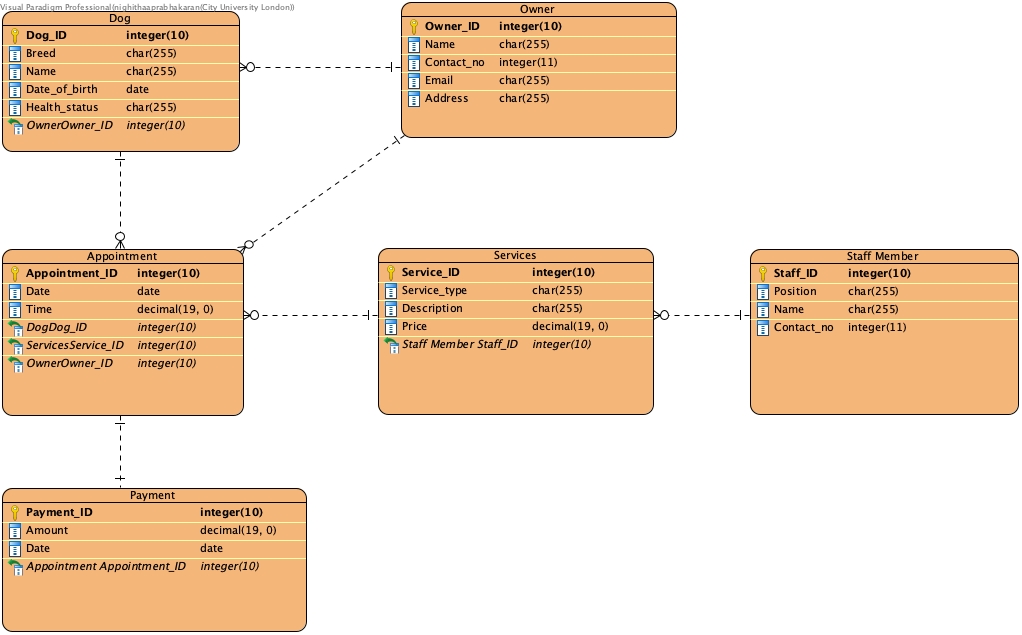 Visual Paradigm Professional(nighithaaprabhakaran(City University London))
Dog
Dog_ID integer(10)
Breed char(255)
Name char(255)
Date_of_birth date
Health_status char(255)
OwnerOwner_ID integer(10)
Owner
Owner_ID integer(10)
Name char(255)
Contact_no integer(11)
Email char(255)
Address char(255)
Appointment
Appointment_ID integer(10)
Date date
Time decimal(19, 0)
DogDog_ID integer(10)
ServicesService_ID integer(10)
OwnerOwner_ID integer(10)
Services
Service_ID integer(10)
Service_type char(255)
Description char(255)
Price decimal(19, 0)
Staff Member Staff_ID integer(10)
Staff Member
Staff_ID integer(10)
Position char(255)
Name char(255)
Contact_no integer(11)
Payment
Payment_ID integer(10)
Amount decimal(19, 0)
Date date
Appointment Appointment_ID integer(10)